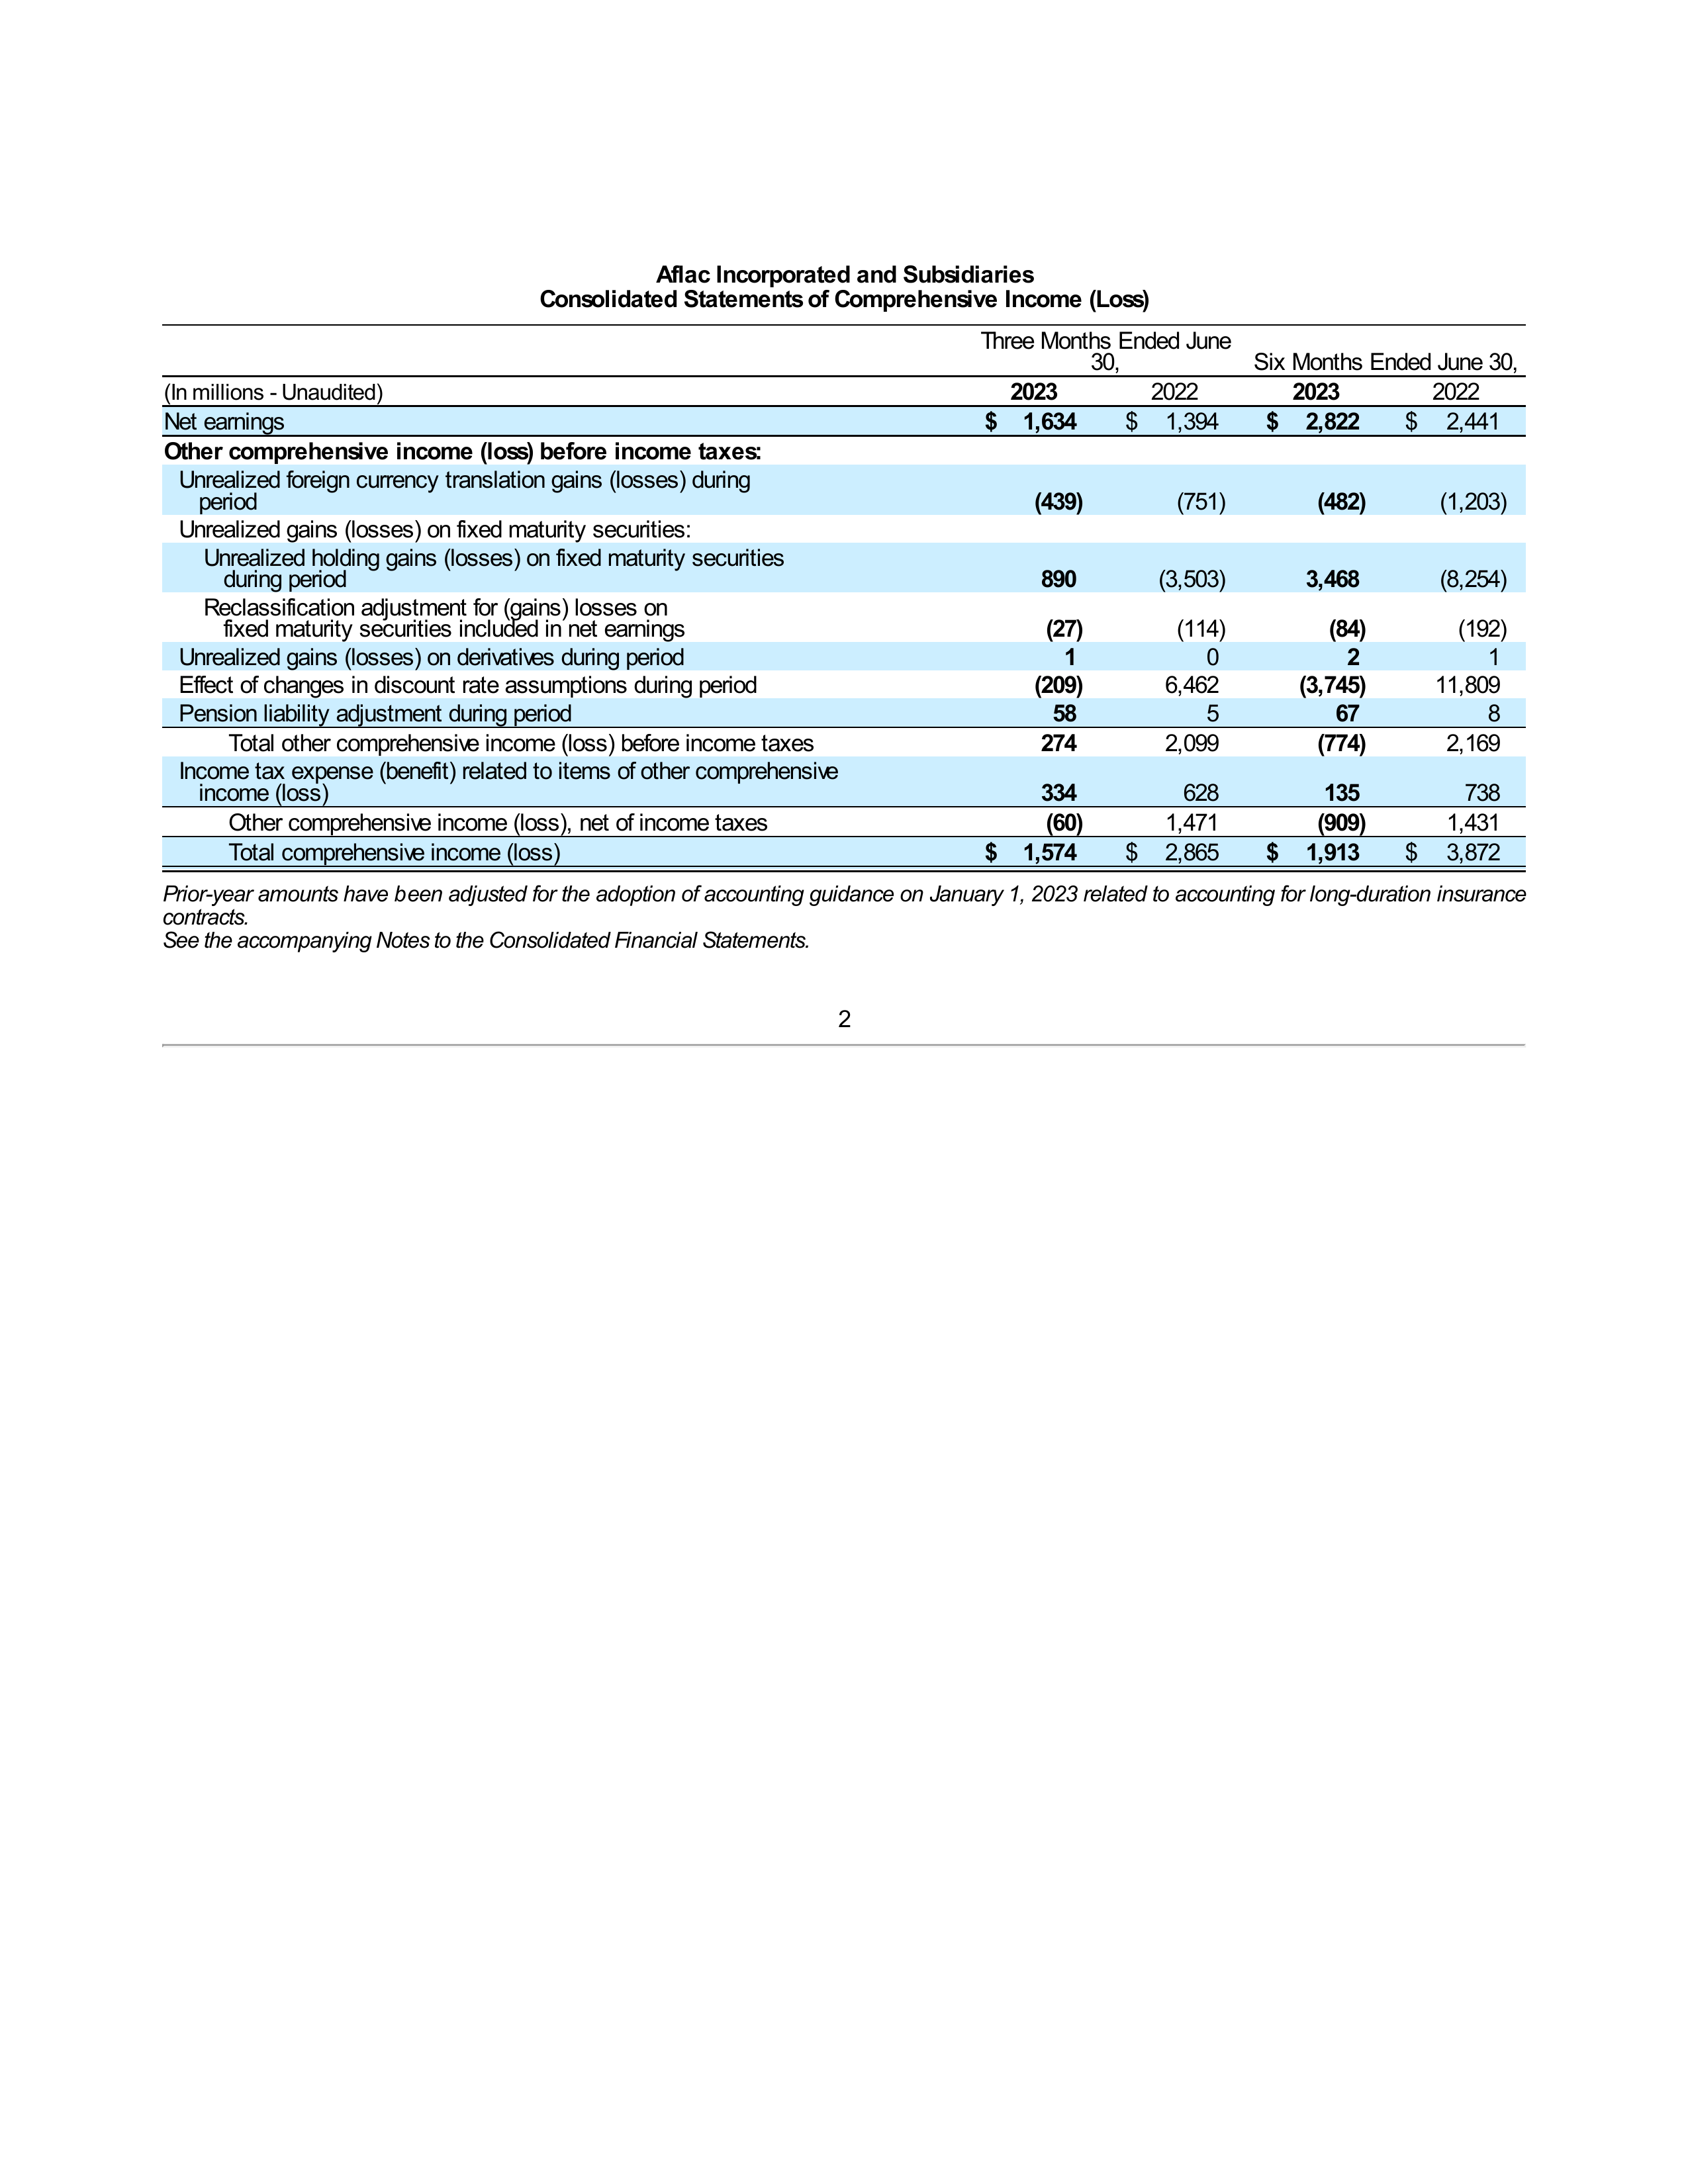 Aflac Incorporated and Subsidiaries
Consolidated Statements of Comprehensive Income (Loss)
Three Months Ended June
30, Six Months Ended June 30,
(In millions - Unaudited) 2023 2022 2023 2022
Net earnings $ 1,634 $ 1,394 $ 2,822 $ 2,441
Other comprehensive income (loss) before income taxes:
Unrealized foreign currency translation gains (losses) during
period (439) (751) (482) (1,203)
Unrealized gains (losses) on fixed maturity securities:
Unrealized holding gains (losses) on fixed maturity securities
during period 890 (3,503) 3,468 (8,254)
Reclassification adjustment for (gains) losses on
fixed maturity securities included in net earnings (27) (114) (84) (192)
Unrealized gains (losses) on derivatives during period 1 0 2 1
Effect of changes in discount rate assumptions during period (209) 6,462 (3,745) 11,809
Pension liability adjustment during period 58 5 67 8
Total other comprehensive income (loss) before income taxes 274 2,099 (774) 2,169
Income tax expense (benefit) related to items of other comprehensive
income (loss) 334 628 135 738
Other comprehensive income (loss), net of income taxes (60) 1,471 (909) 1,431
Total comprehensive income (loss) $ 1,574 $ 2,865 $ 1,913 $ 3,872
Prior-year amounts have been adjusted for the adoption of accounting guidance on January 1, 2023 related to accounting for long-duration insurance
contracts.
See the accompanying Notes to the Consolidated Financial Statements.
2